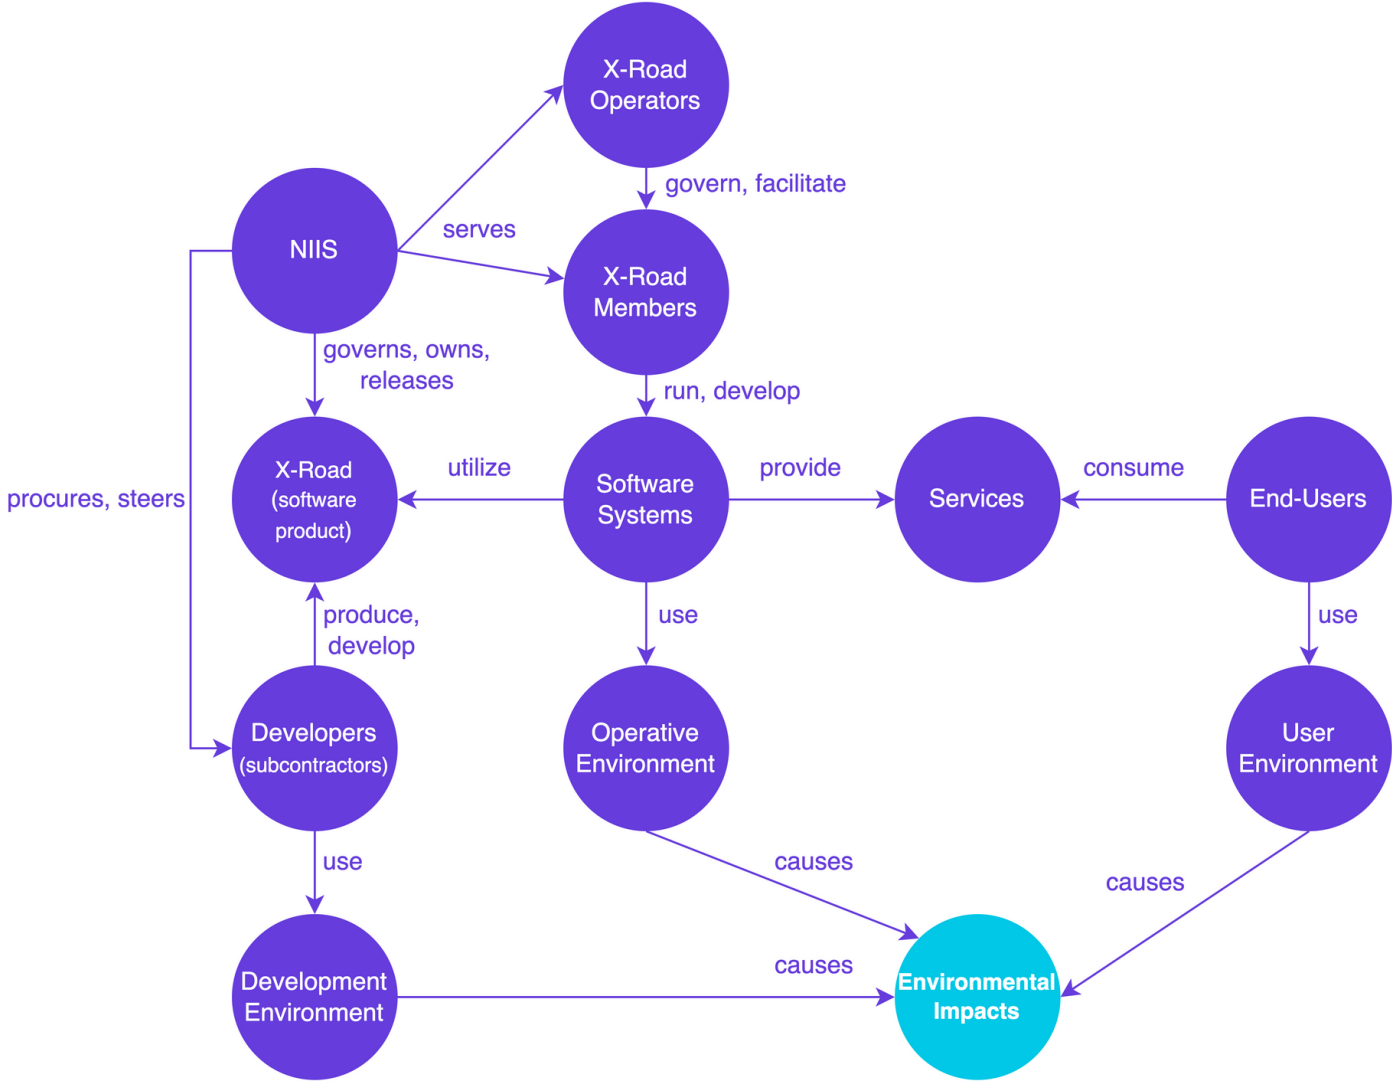 X-Road
Operators
govern, facilitate
NIIS
serves
X-Road
Members
governs, owns,
releases
run, develop
procures, steers
X-Road
(software
product)
utilize
Software
Systems
provide
Services
consume
End-Users
produce,
develop
use
use
Developers
(subcontractors)
Operative
Environment
User
Environment
use
causes
causes
Development
Environment
causes
Environmental
Impacts